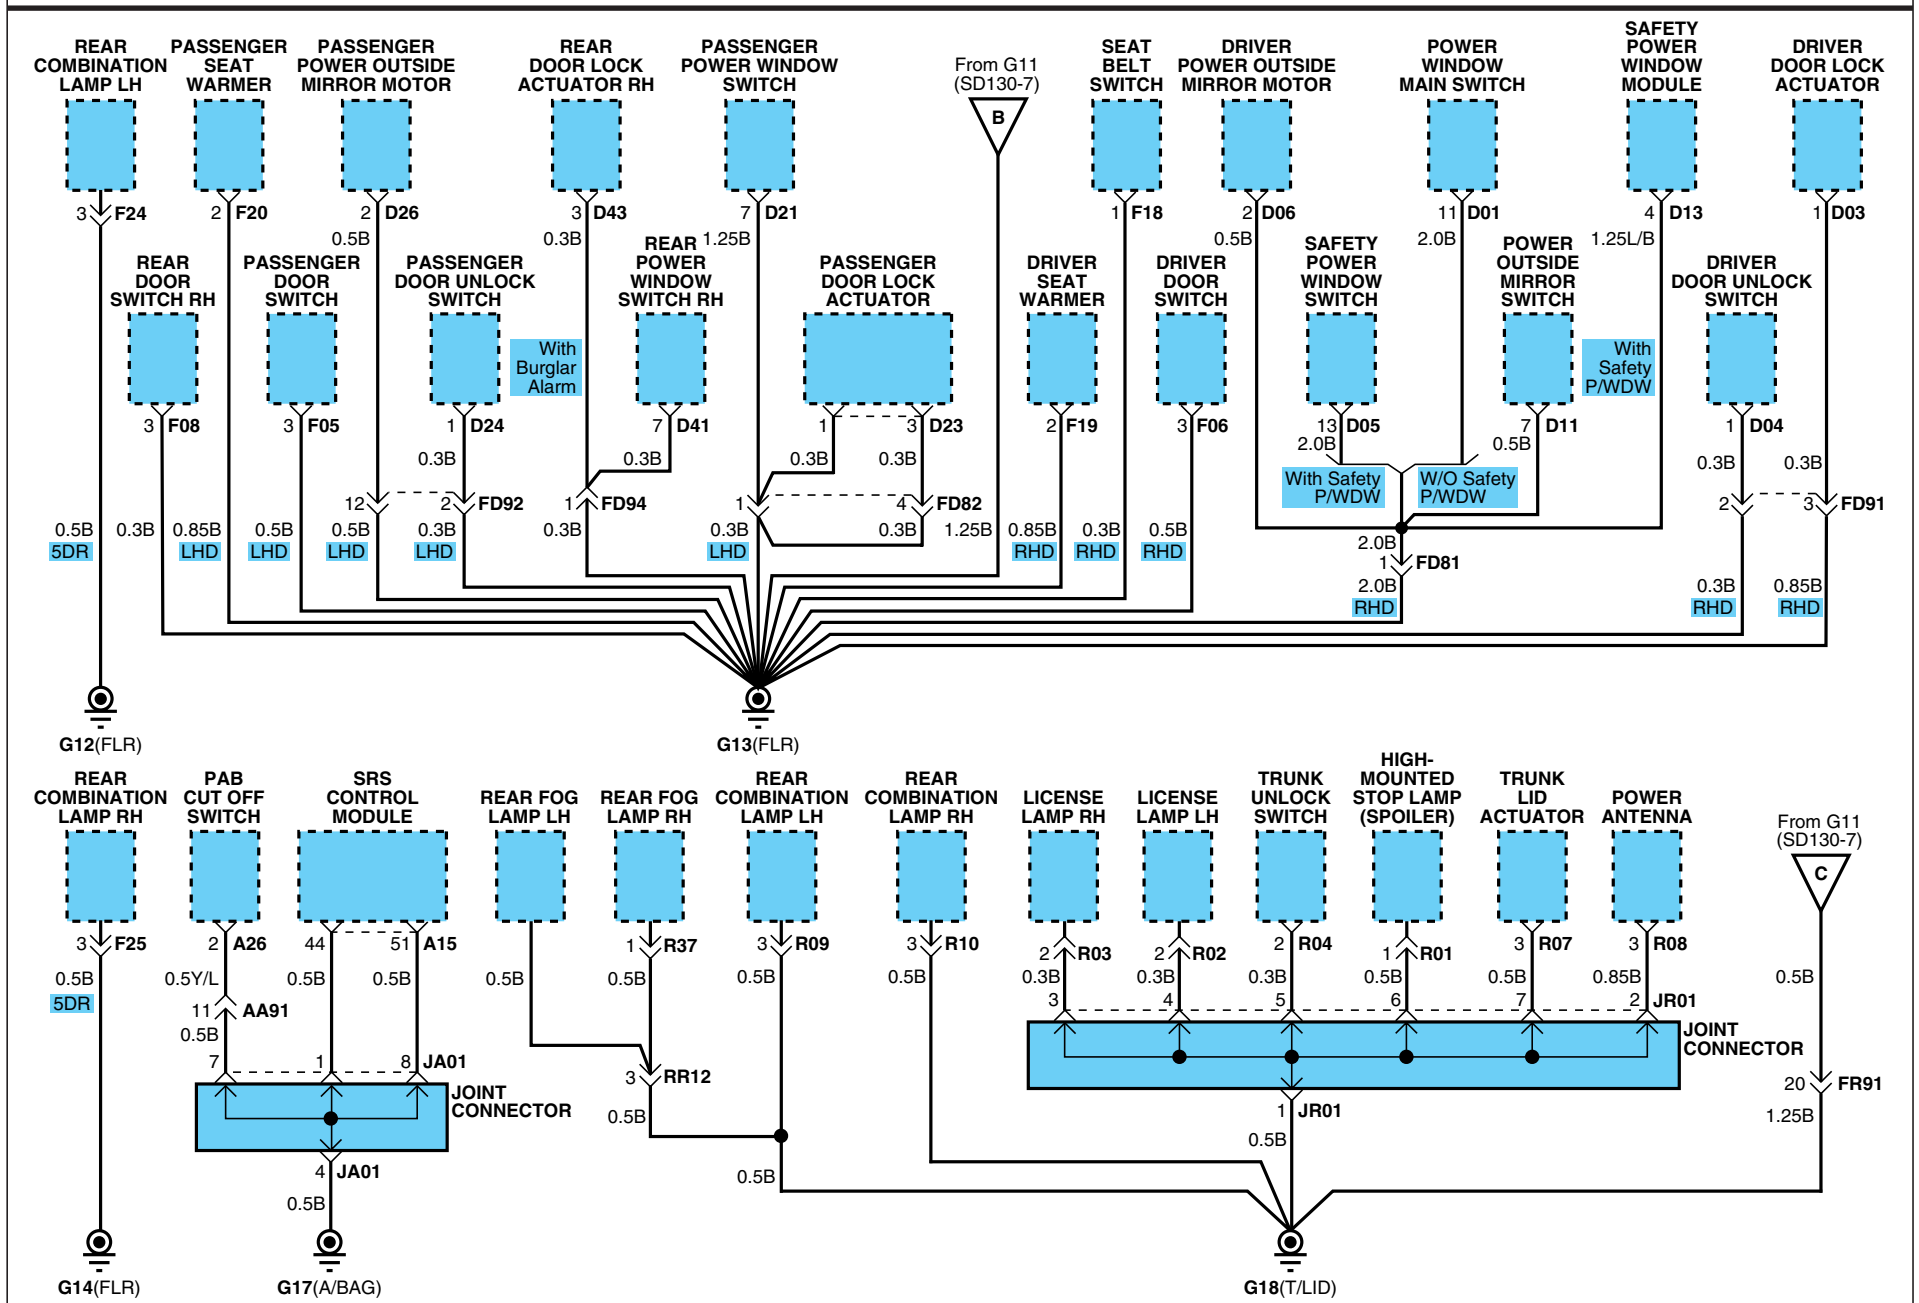 REAR
COMBINATION
LAMP LH
PASSENGER
SEAT
WARMER
PASSENGER
POWER OUTSIDE
MIRROR MOTOR
REAR
DOOR LOCK
ACTUATOR RH
PASSENGER
POWER WINDOW
SWITCH
From G11
(SD130-7)
B
SEAT
BELT
SWITCH
DRIVER
POWER OUTSIDE
MIRROR MOTOR
POWER
WINDOW
MAIN SWITCH
SAFETY
POWER
WINDOW
MODULE
DRIVER
DOOR LOCK
ACTUATOR
3 F24
2 F20
2 D26
3 D43
7 D21
1 F18
2 D06
11 D01
4 D13
1 D03
0.5B
0.3B
1.25B
0.5B
2.0B
1.25L/B
REAR
DOOR
SWITCH RH
PASSENGER
DOOR
SWITCH
PASSENGER
DOOR UNLOCK
SWITCH
REAR
POWER
WINDOW
SWITCH RH
PASSENGER
DOOR LOCK
ACTUATOR
DRIVER
SEAT
WARMER
DRIVER
DOOR
SWITCH
SAFETY
POWER
WINDOW
SWITCH
POWER
OUTSIDE
MIRROR
SWITCH
DRIVER
DOOR UNLOCK
SWITCH
With
Burglar
Alarm
With
Safety
P/WDW
3 F08
3 F05
1 D24
7 D41
1
3 D23
2 F19
3 F06
13 D05
7 D11
1 D04
2.0B
0.5B
0.3B
0.3B
0.3B
0.3B
0.3B
0.3B
With Safety
P/WDW
W/O Safety
P/WDW
12
2 FD92
1 FD94
1
4 FD82
2
3 FD91
0.5B
5DR
0.3B
0.85B
LHD
0.5B
LHD
0.5B
LHD
0.3B
LHD
0.3B
0.3B
LHD
0.3B
1.25B
0.85B
RHD
0.3B
RHD
0.5B
RHD
2.0B
1 FD81
2.0B
RHD
0.3B
RHD
0.85B
RHD
G12(FLR)
G13(FLR)
REAR
COMBINATION
LAMP RH
PAB
CUT OFF
SWITCH
SRS
CONTROL
MODULE
REAR FOG
LAMP LH
REAR FOG
LAMP RH
REAR
COMBINATION
LAMP LH
REAR
COMBINATION
LAMP RH
LICENSE
LAMP RH
LICENSE
LAMP LH
TRUNK
UNLOCK
SWITCH
HIGH-
MOUNTED
STOP LAMP
(SPOILER)
TRUNK
LID
ACTUATOR
POWER
ANTENNA
From G11
(SD130-7)
C
3 F25
2 A26
44
51 A15
1 R37
3 R09
3 R10
2 R03
2 R02
2 R04
1 R01
3 R07
3 R08
0.5B
5DR
0.5Y/L
0.5B
0.5B
0.5B
0.5B
0.5B
0.5B
0.3B
0.3B
0.3B
0.5B
0.5B
0.85B
0.5B
11 AA91
0.5B
3
4
5
6
7
2 JR01
JOINT
CONNECTOR
7
1
8 JA01
JOINT
CONNECTOR
3 RR12
0.5B
20 FR91
1.25B
1 JR01
0.5B
4 JA01
0.5B
0.5B
G14(FLR)
G17(A/BAG)
G18(T/LID)